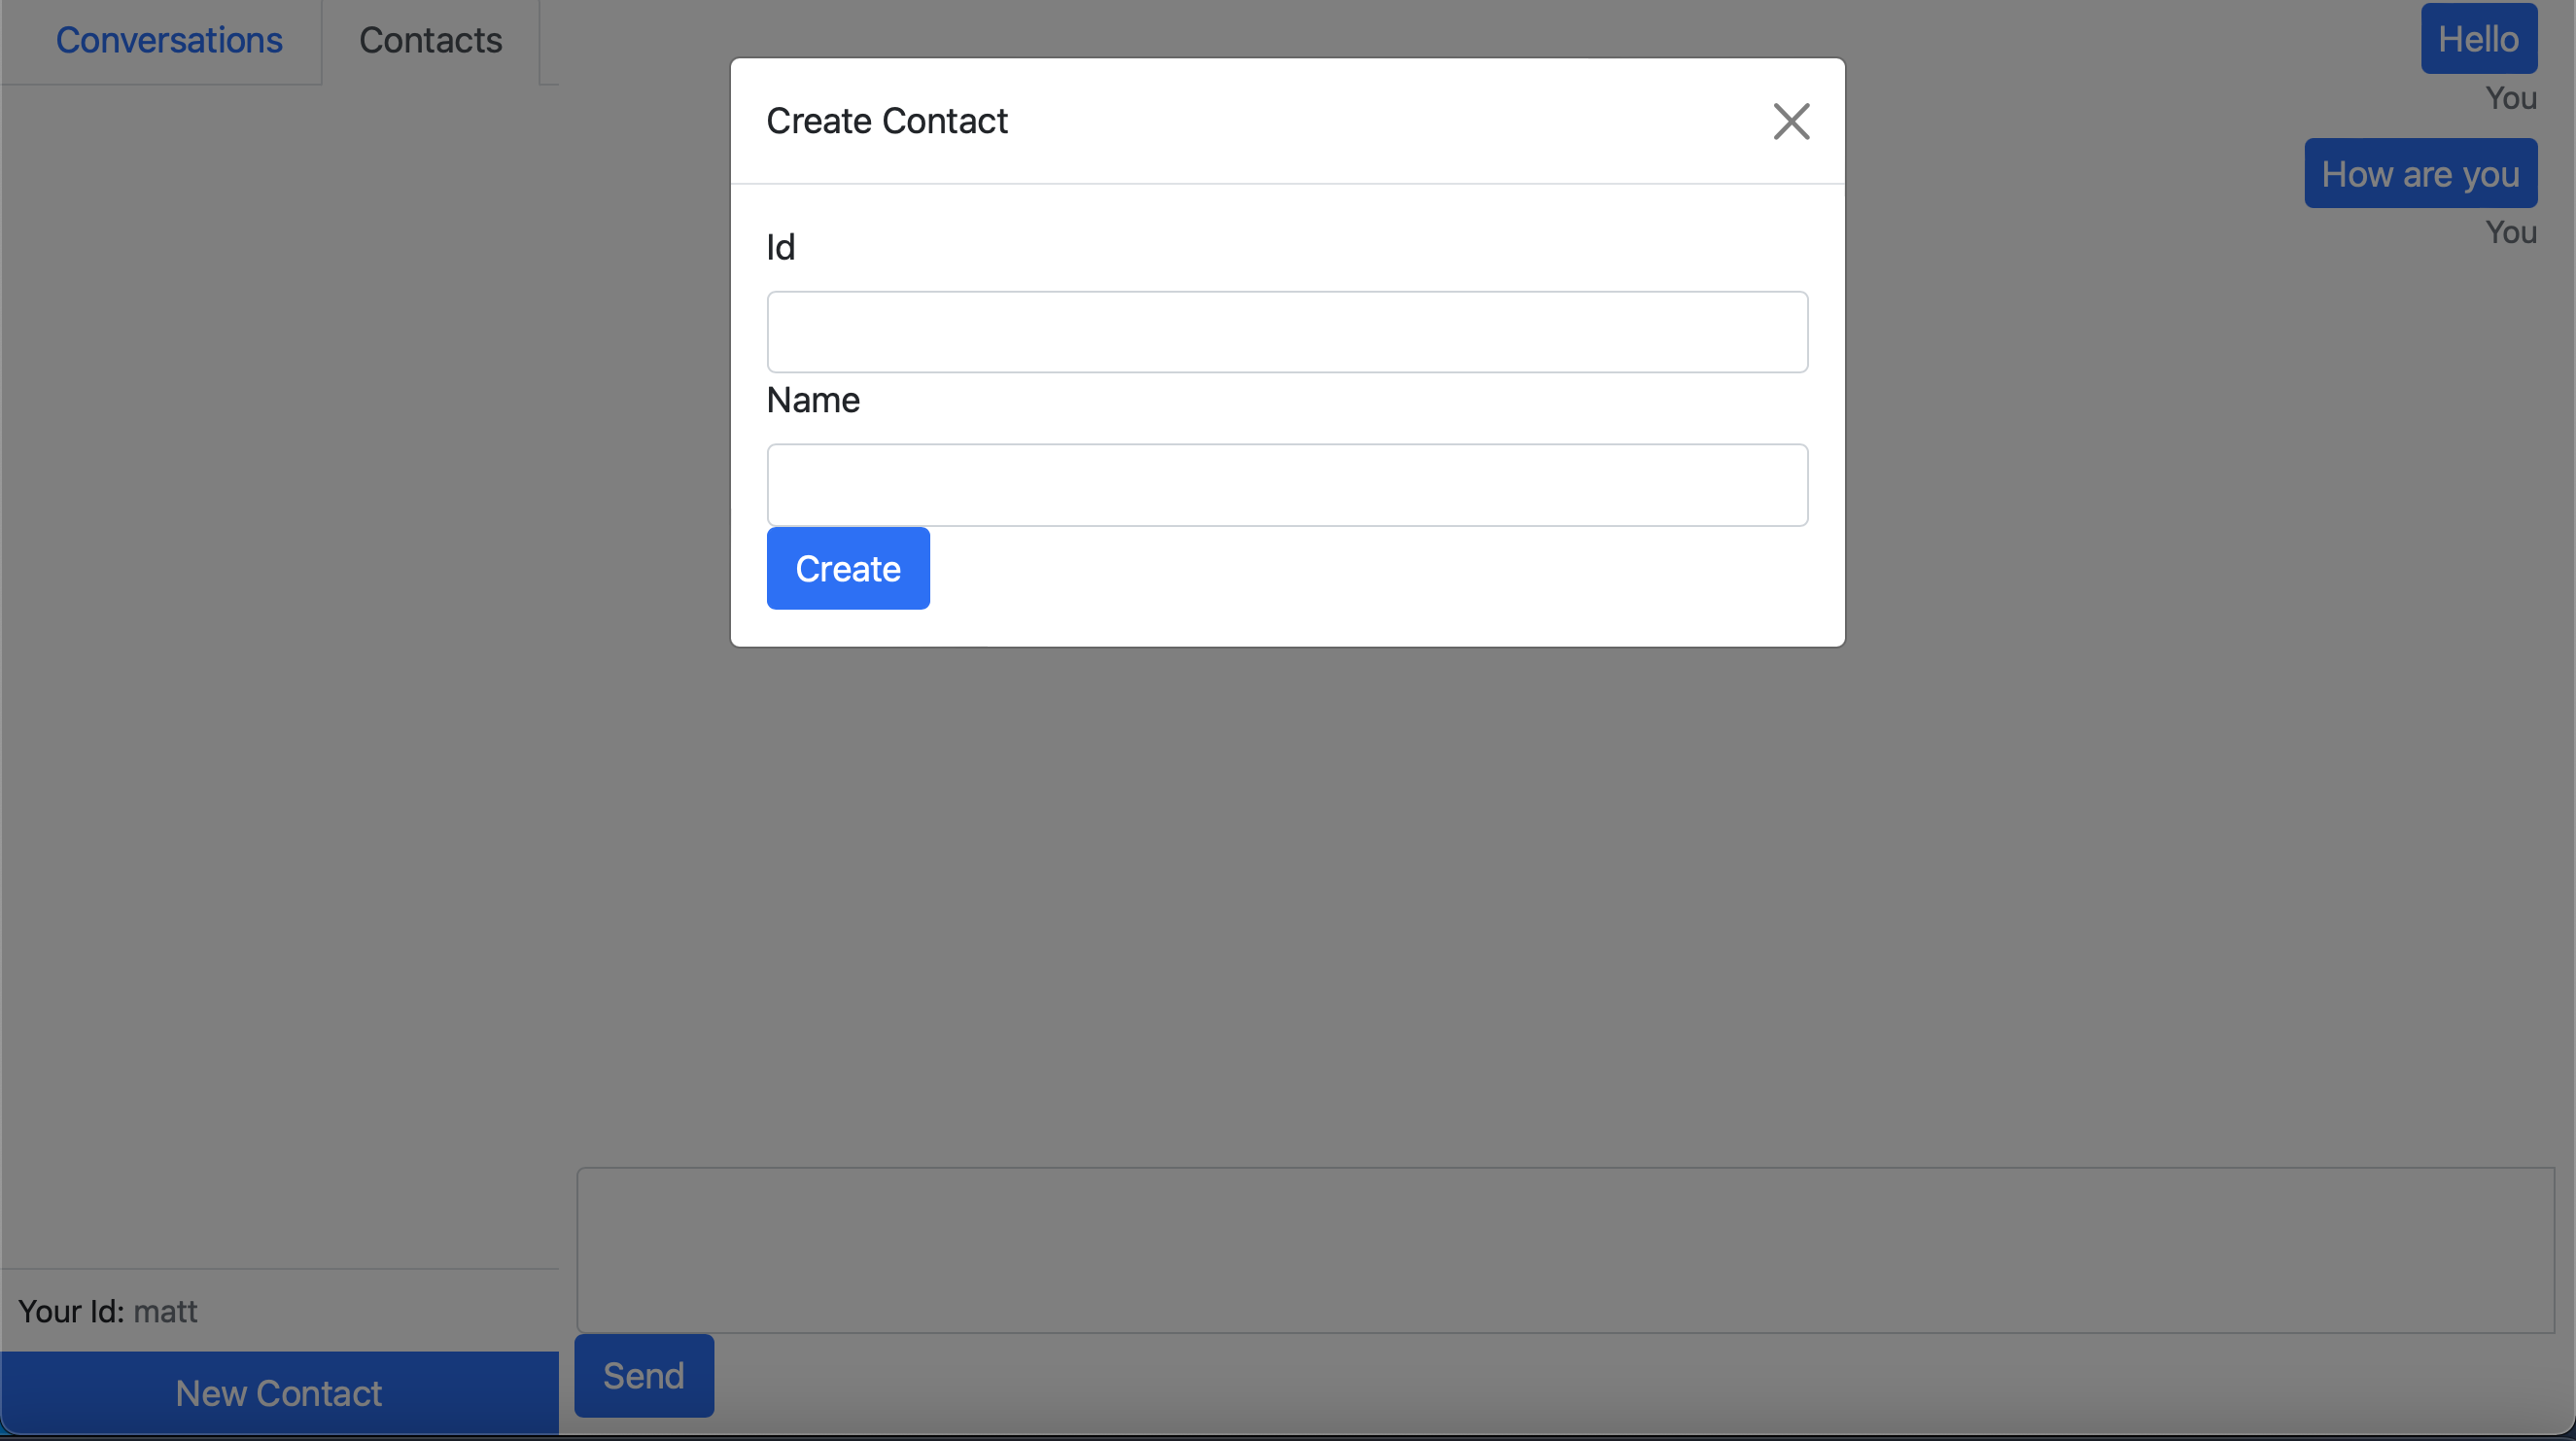 Conversations
Contacts
Hello
You
How are you
You
Create Contact
Id
Name
Create
Your Id: matt
New Contact
Send